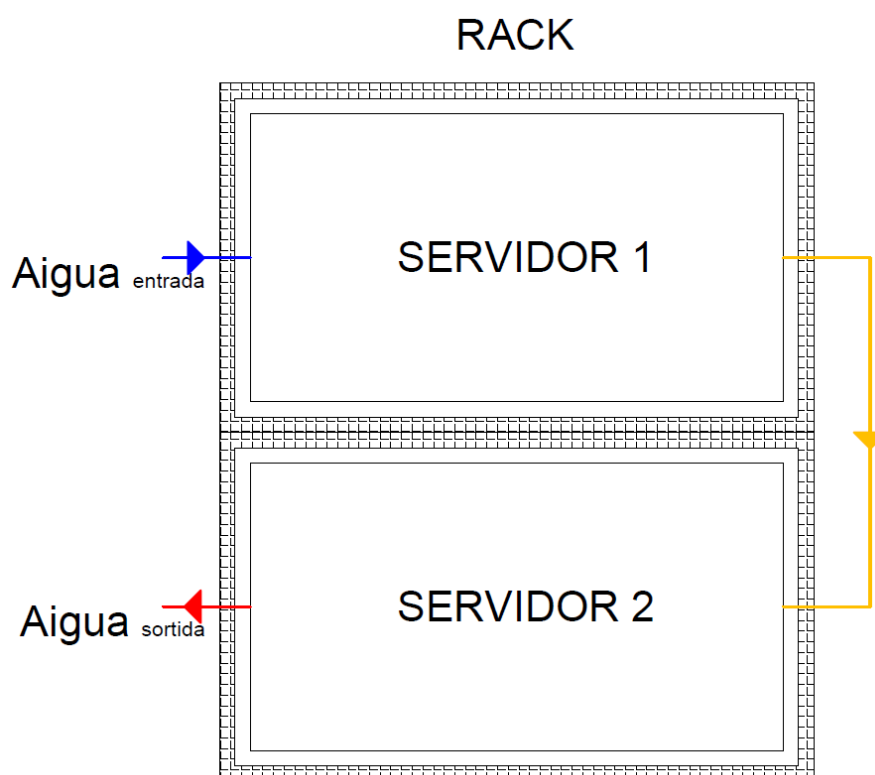 RACK
SERVIDOR 1
Aigua entrada
SERVIDOR 2
Aigua sortida